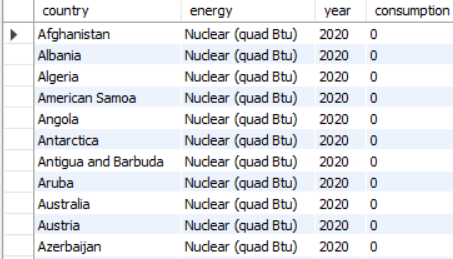 country energy year consumption
Afghanistan Nuclear (quad Btu) 2020 0
Albania Nuclear (quad Btu) 2020 0
Algeria Nuclear (quad Btu) 2020 0
American Samoa Nuclear (quad Btu) 2020 0
Angola Nuclear (quad Btu) 2020 0
Antarctica Nuclear (quad Btu) 2020 0
Antigua and Barbuda Nuclear (quad Btu) 2020 0
Aruba Nuclear (quad Btu) 2020 0
Australia Nuclear (quad Btu) 2020 0
Austria Nuclear (quad Btu) 2020 0
Azerbaijan Nuclear (quad Btu) 2020 0